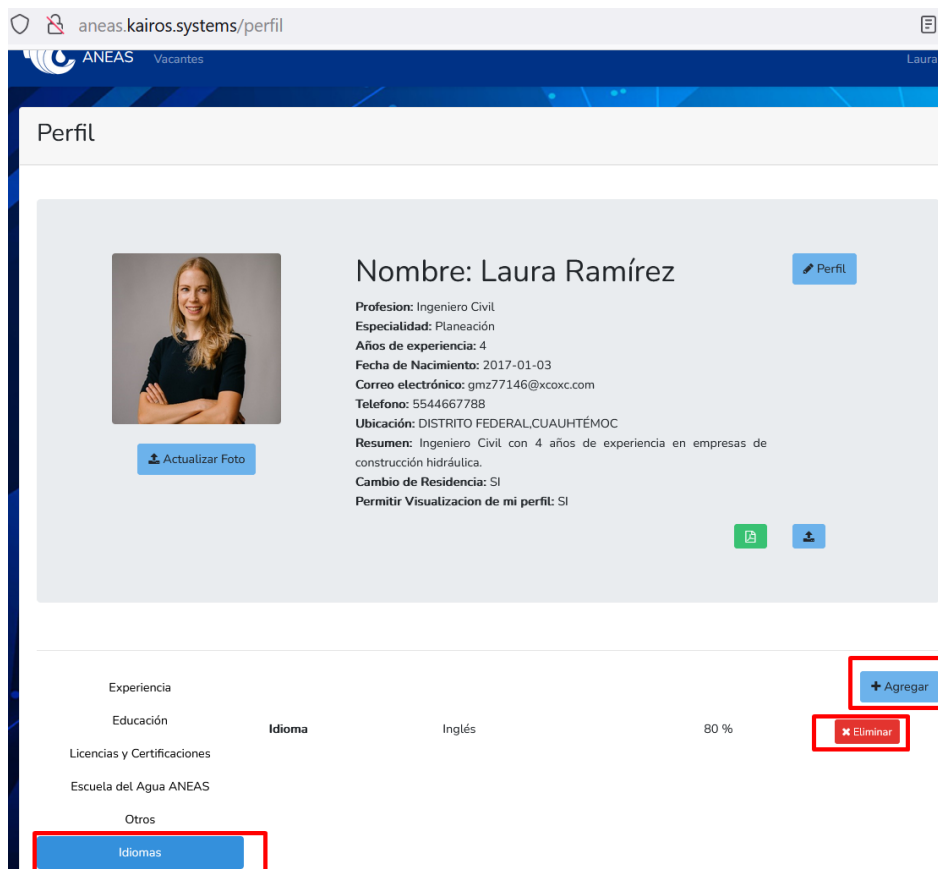 aneas.kairos.systems/perfil
ANEAS Vacantes Laura
Perfil
Nombre: Laura Ramírez
Perfil
Profesion: Ingeniero Civil
Especialidad: Planeación
Años de experiencia: 4
Fecha de Nacimiento: 2017-01-03
Correo electrónico: gmz77146@xcoxc.com
Telefono: 5544667788
Ubicación: DISTRITO FEDERAL,CUAUHTÉMOC
Resumen: Ingeniero Civil con 4 años de experiencia en empresas de
construcción hidráulica.
Cambio de Residencia: SI
Permitir Visualizacion de mi perfil: SI
Actualizar Foto
Experiencia
Educación
Licencias y Certificaciones
Escuela del Agua ANEAS
Otros
Idiomas
Agregar
Idioma Inglés 80 % Eliminar